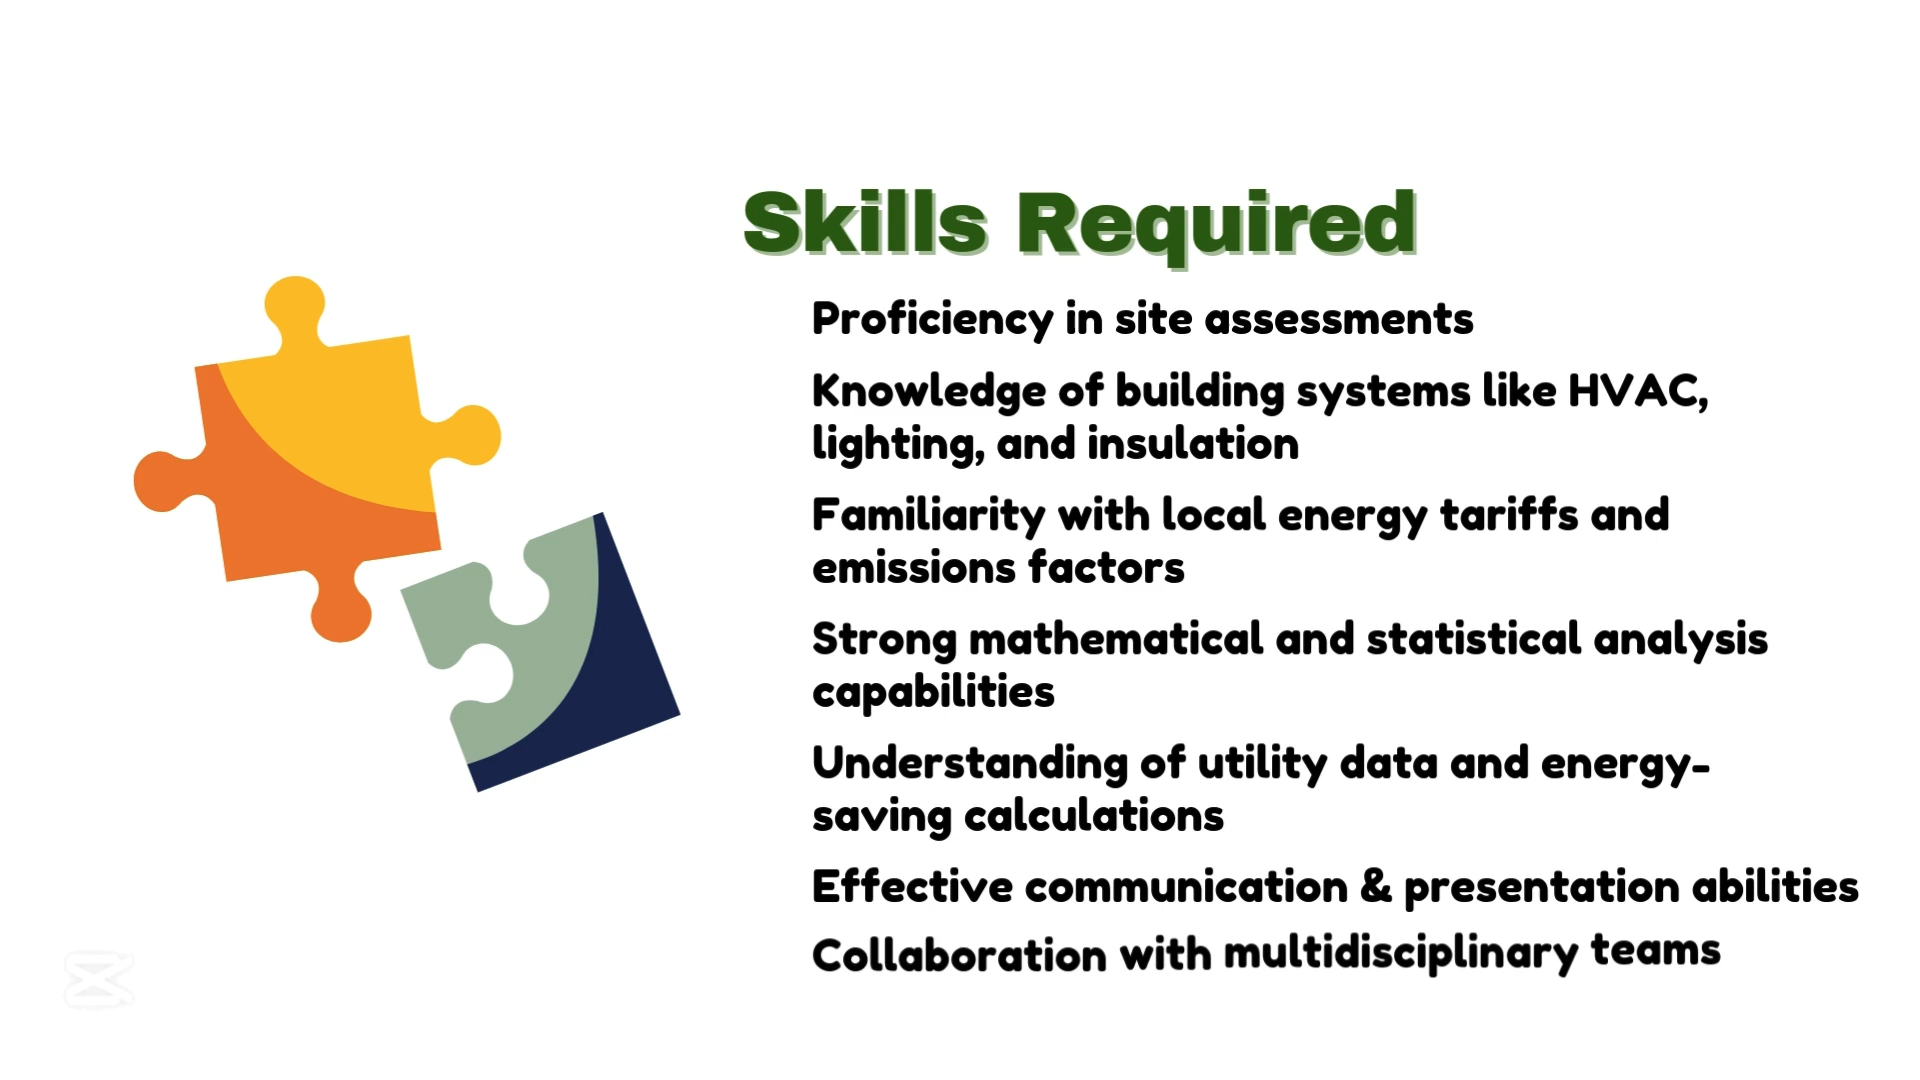 Skills Required
Proficiency in site assessments
Knowledge of building systems like HVAC,
lighting, and insulation
Familiarity with local energy tariffs and
emissions factors
Strong mathematical and statistical analysis
capabilities
Understanding of utility data and energy-
saving calculations
Effective communication & presentation abilities
Collaboration with multidisciplinary teams